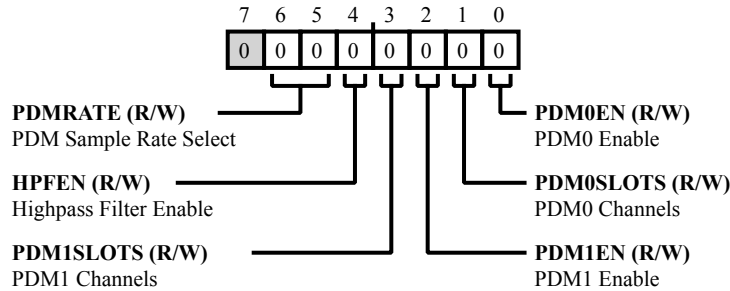 7 6 5 4 3 2 1 0
0 0 0 0 0 0 0 0
PDMRATE (R/W)
PDM Sample Rate Select
HPFEN (R/W)
Highpass Filter Enable
PDM1SLOTS (R/W)
PDM1 Channels
PDM0EN (R/W)
PDM0 Enable
PDM0SLOTS (R/W)
PDM0 Channels
PDM1EN (R/W)
PDM1 Enable